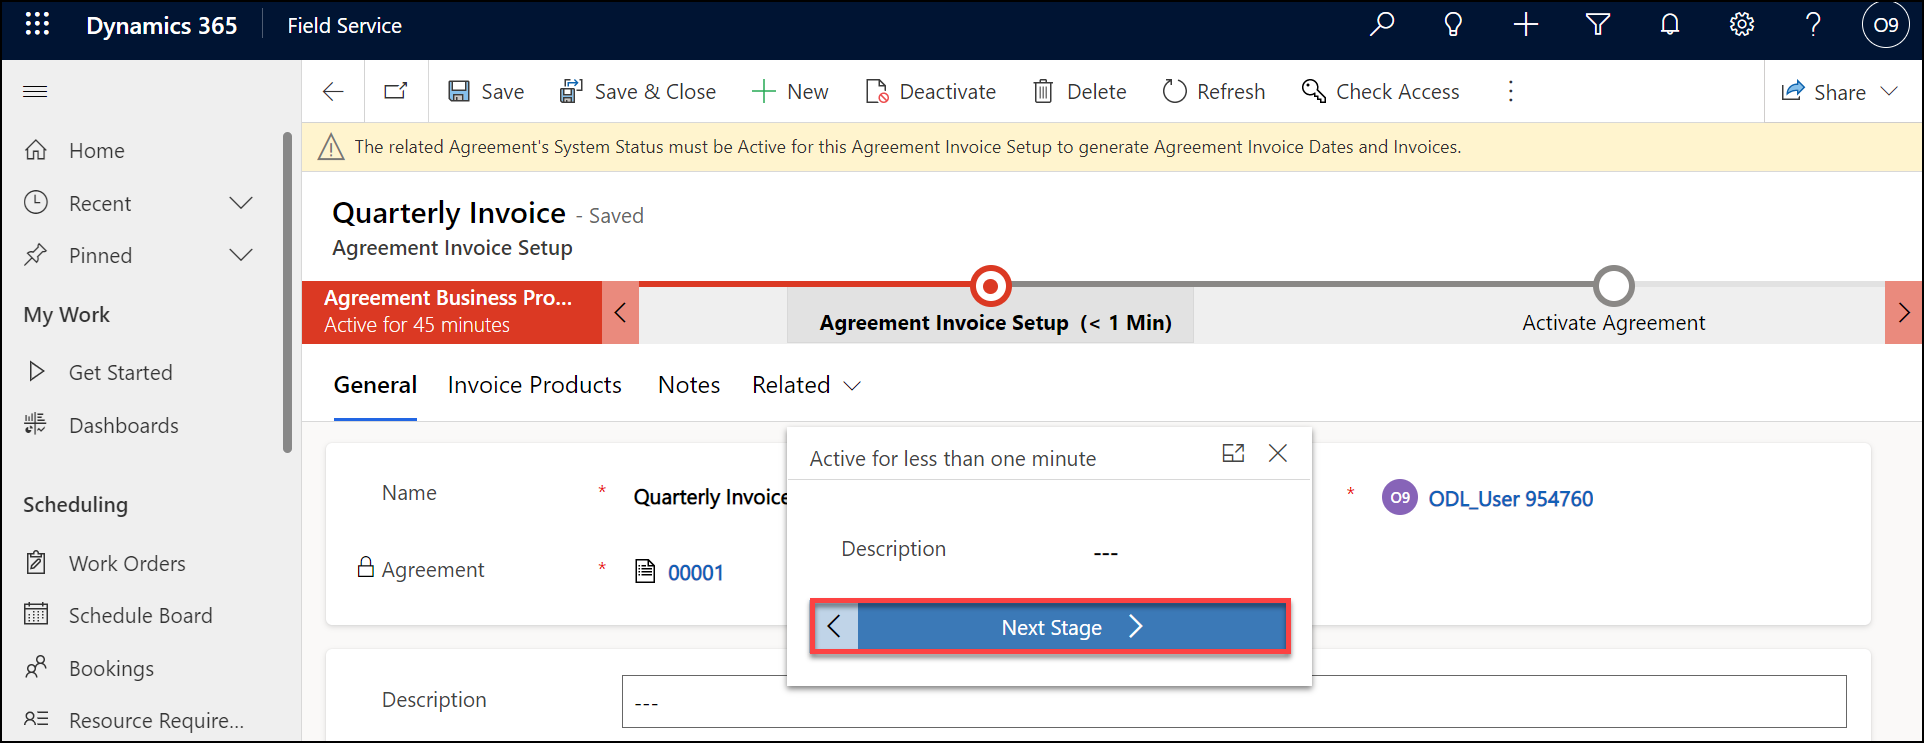 Dynamics 365 Field Service ? O9
Save Save & Close New Deactivate Delete Refresh Check Access Share
The related Agreement's System Status must be Active for this Agreement Invoice Setup to generate Agreement Invoice Dates and Invoices.
Home
Recent
Pinned
My Work
Get Started
Dashboards
Scheduling
Work Orders
Schedule Board
Bookings
Resource Require...
Quarterly Invoice - Saved
Agreement Invoice Setup
Agreement Business Pro...
Active for 45 minutes
Agreement Invoice Setup (< 1 Min)
Activate Agreement
General Invoice Products Notes Related
Name * Quarterly Invoice
* O9 ODL_User 954760
Agreement * 00001
Active for less than one minute
Description ---
Next Stage
Description ---